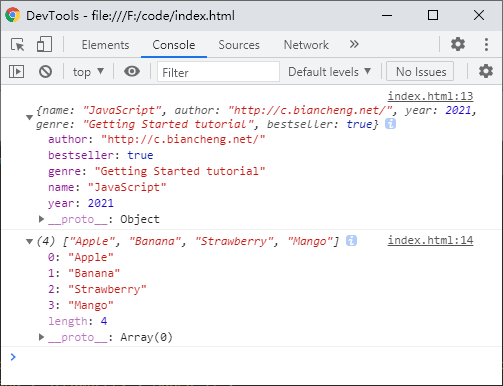 DevTools - file:///F:/code/index.html
Elements Console Sources »
top ▼ Filter Default levels ▼ No Issues
index.html:13
{name: "JavaScript", author: "http://c.biancheng.net/", year: 2021,
genre: "Getting Started tutorial", bestseller: true} i
author: "http://c.biancheng.net/"
bestseller: true
genre: "Getting Started tutorial"
name: "JavaScript"
year: 2021
__proto__: Object
(4) ["Apple", "Banana", "Strawberry", "Mango"] i index.html:14
0: "Apple"
1: "Banana"
2: "Strawberry"
3: "Mango"
length: 4
__proto__: Array(0)